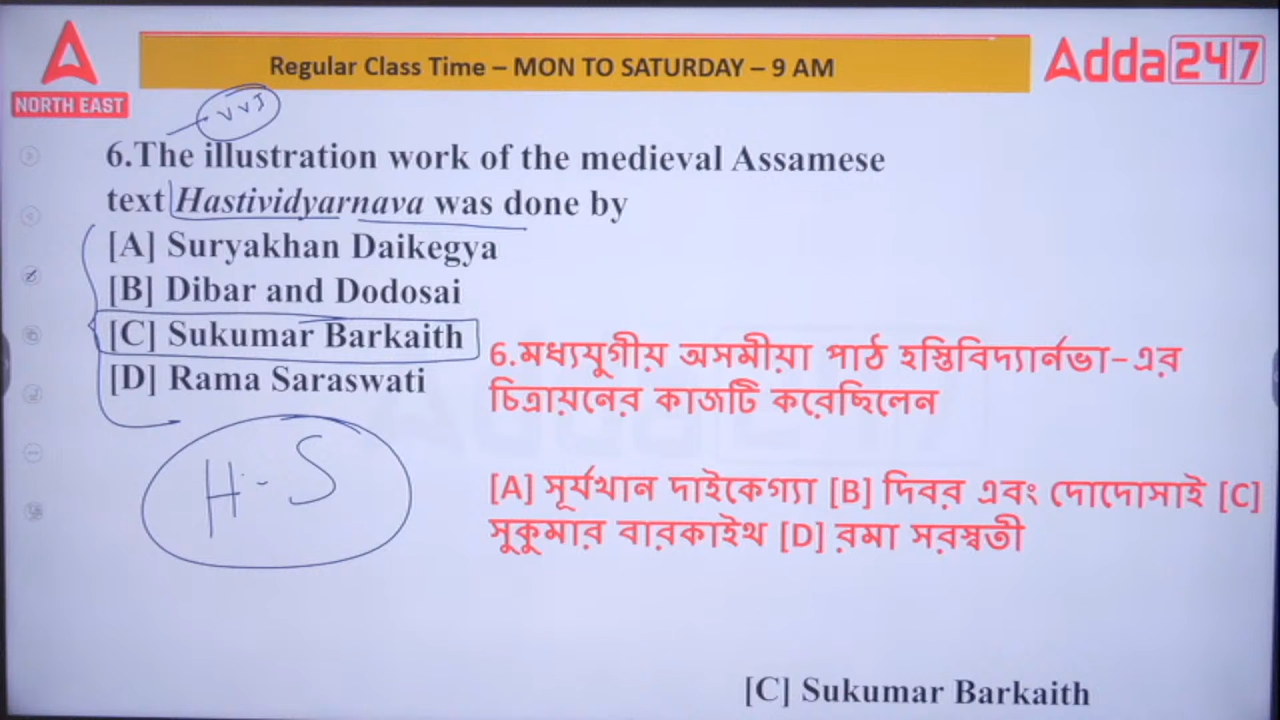 Regular Class Time – MON TO SATURDAY – 9 AM
Adda247
NORTH EAST
VVI
6.The illustration work of the medieval Assamese
text Hastividyarnava was done by
[A] Suryakhan Daikegya
[B] Dibar and Dodosai
[C] Sukumar Barkaith
[D] Rama Saraswati
6.মধ্যযুগীয় অসমীয়া পাঠ হস্তিবিদ্যার্নভা-এর
চিত্রায়নের কাজটি করেছিলেন
[A] সূর্যখান দাইকেগ্যা [B] দিবর এবং দোদোসাই [C]
সুকুমার বারকাইথ [D] রমা সরস্বতী
H-S
[C] Sukumar Barkaith